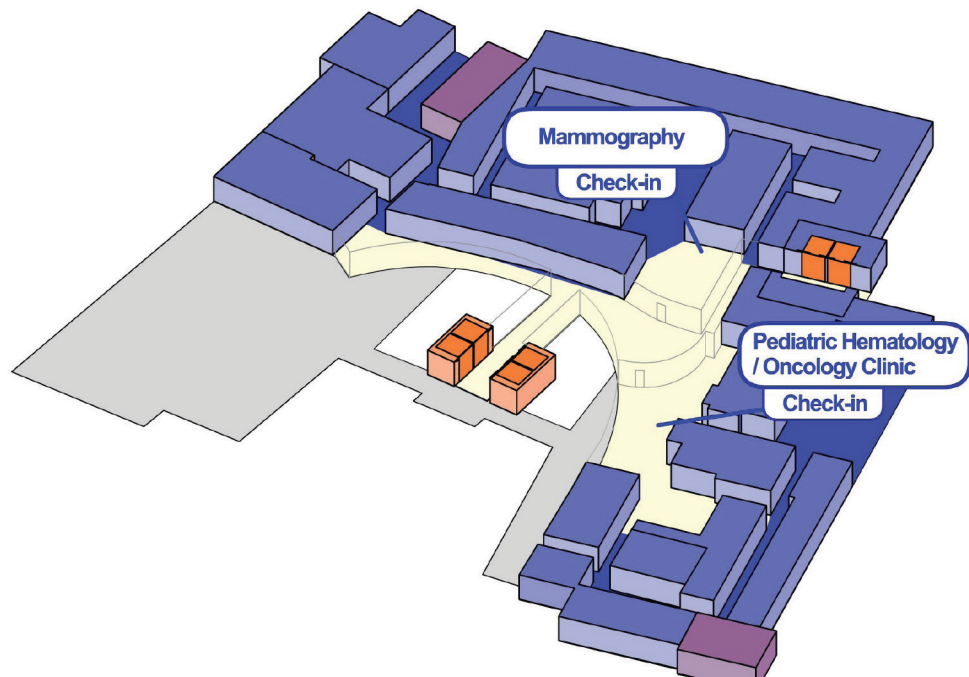 Mammography
Check-in
Pediatric Hematology
/ Oncology Clinic
Check-in